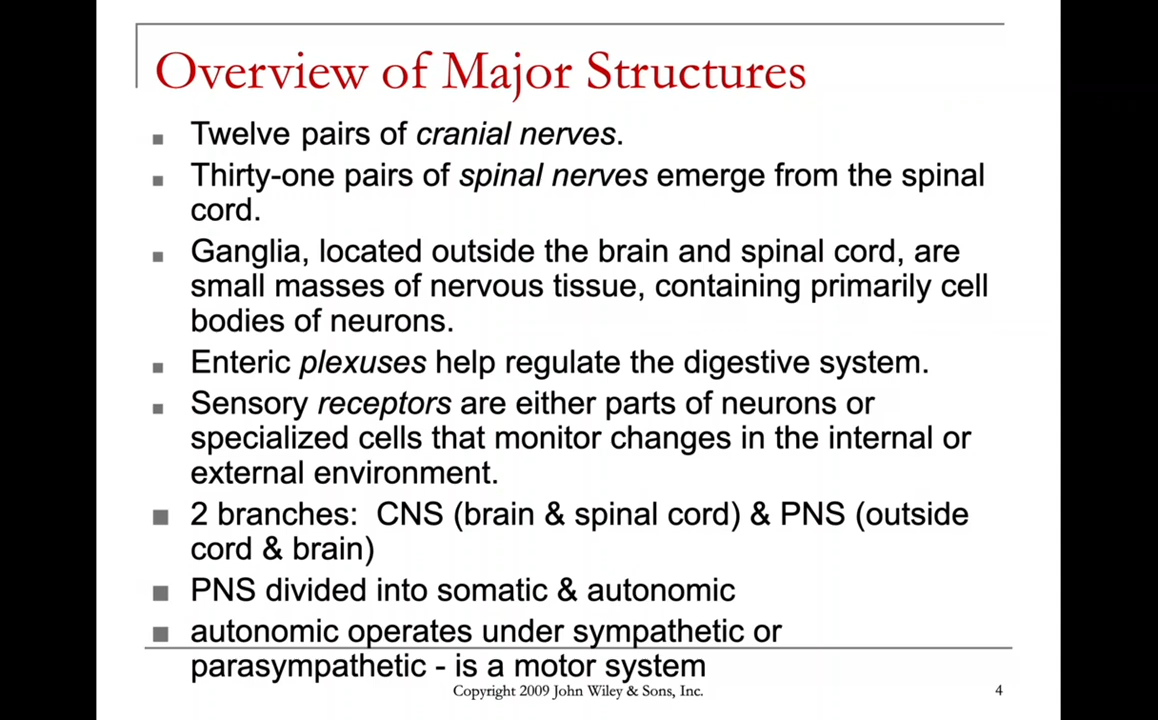 Overview of Major Structures
Twelve pairs of cranial nerves.
Thirty-one pairs of spinal nerves emerge from the spinal
cord.
Ganglia, located outside the brain and spinal cord, are
small masses of nervous tissue, containing primarily cell
bodies of neurons.
Enteric plexuses help regulate the digestive system.
Sensory receptors are either parts of neurons or
specialized cells that monitor changes in the internal or
external environment.
2 branches: CNS (brain & spinal cord) & PNS (outside
cord & brain)
PNS divided into somatic & autonomic
autonomic operates under sympathetic or
parasympathetic - is a motor system
Copyright 2009 John Wiley & Sons, Inc.
4